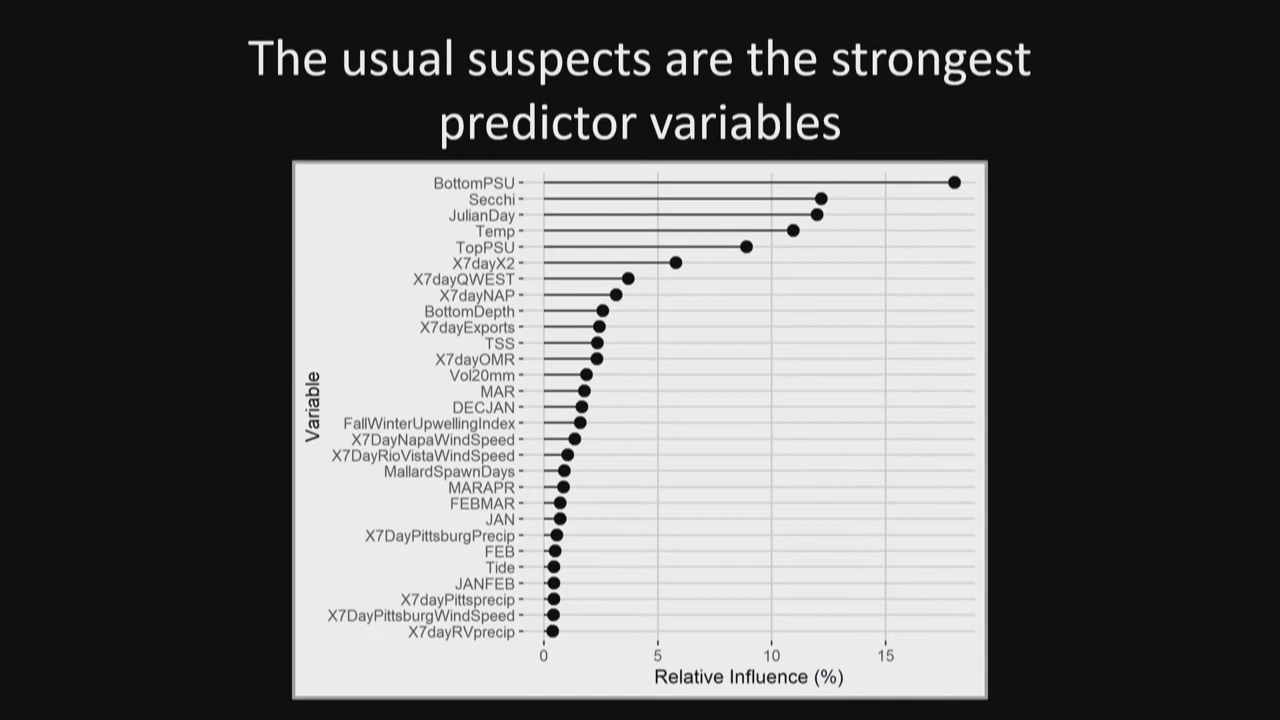 The usual suspects are the strongest
predictor variables
BottomPSU
Secchi
JulianDay
Temp
TopPSU
X7dayX2
X7dayQWEST
X7dayNAP
BottomDepth
X7dayExports
TSS
X7dayOMR
Vol20mm
MAR
DECJAN
FallWinterUpwellingIndex
X7DayNapaWindSpeed
X7DayRioVistaWindSpeed
MallardSpawnDays
MARAPR
FEBMAR
JAN
X7DayPittsburgPrecip
FEB
Tide
JANFEB
X7dayPittsprecip
X7DayPittsburgWindSpeed
X7dayRVprecip
Variable
0 5 10 15
Relative Influence (%)